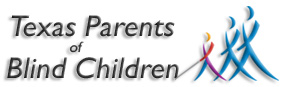 Texas Parents
of
Blind Children